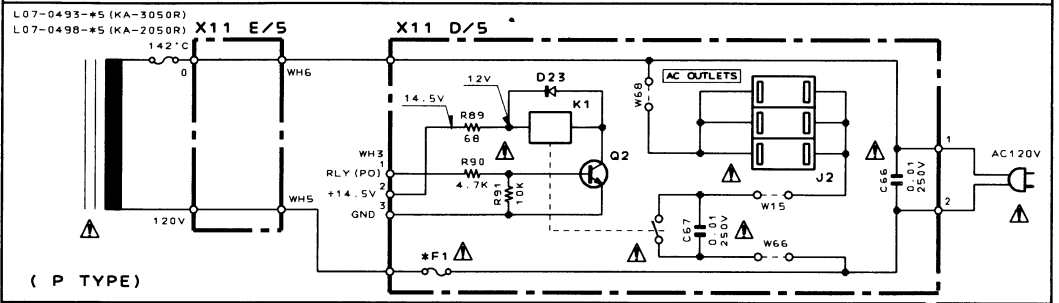 L07-0493-*5 (KA-3050R)
L07-0498-*5 (KA-2050R)
X11 E/5
X11 D/5
142°C
0
WH6
12V
D23
W68
AC OUTLETS
14.5V
K1
R89
68
WH3
1
RLY(PO)
R90
4.7K
Q2
2
+14.5V
R91
10K
3
GND
J2
C66
0.01
250V
1
AC120V
2
120V
WH5
C67
0.01
250V
W15
W66
*F1
( P TYPE)